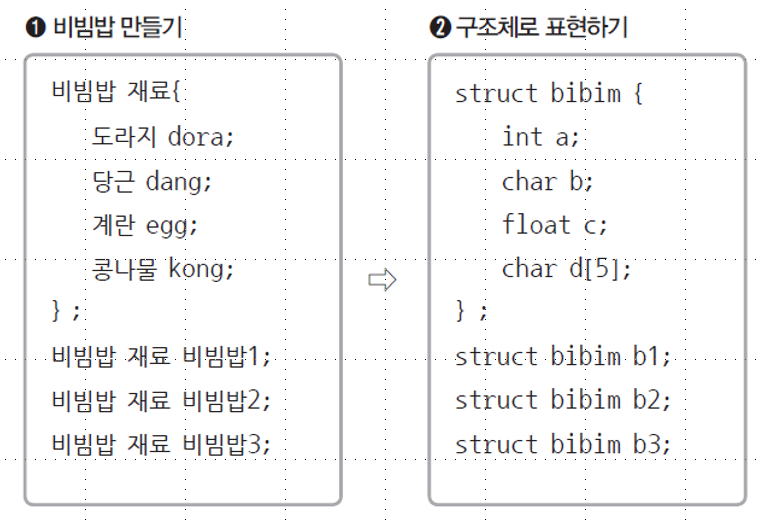 ❶ 비빔밥 만들기
비빔밥 재료{
도라지 dora;
당근 dang;
계란 egg;
콩나물 kong;
} ;
비빔밥 재료 비빔밥1;
비빔밥 재료 비빔밥2;
비빔밥 재료 비빔밥3;
⇨
❷ 구조체로 표현하기
struct bibim {
int a;
char b;
float c;
char d[5];
} ;
struct bibim b1;
struct bibim b2;
struct bibim b3;